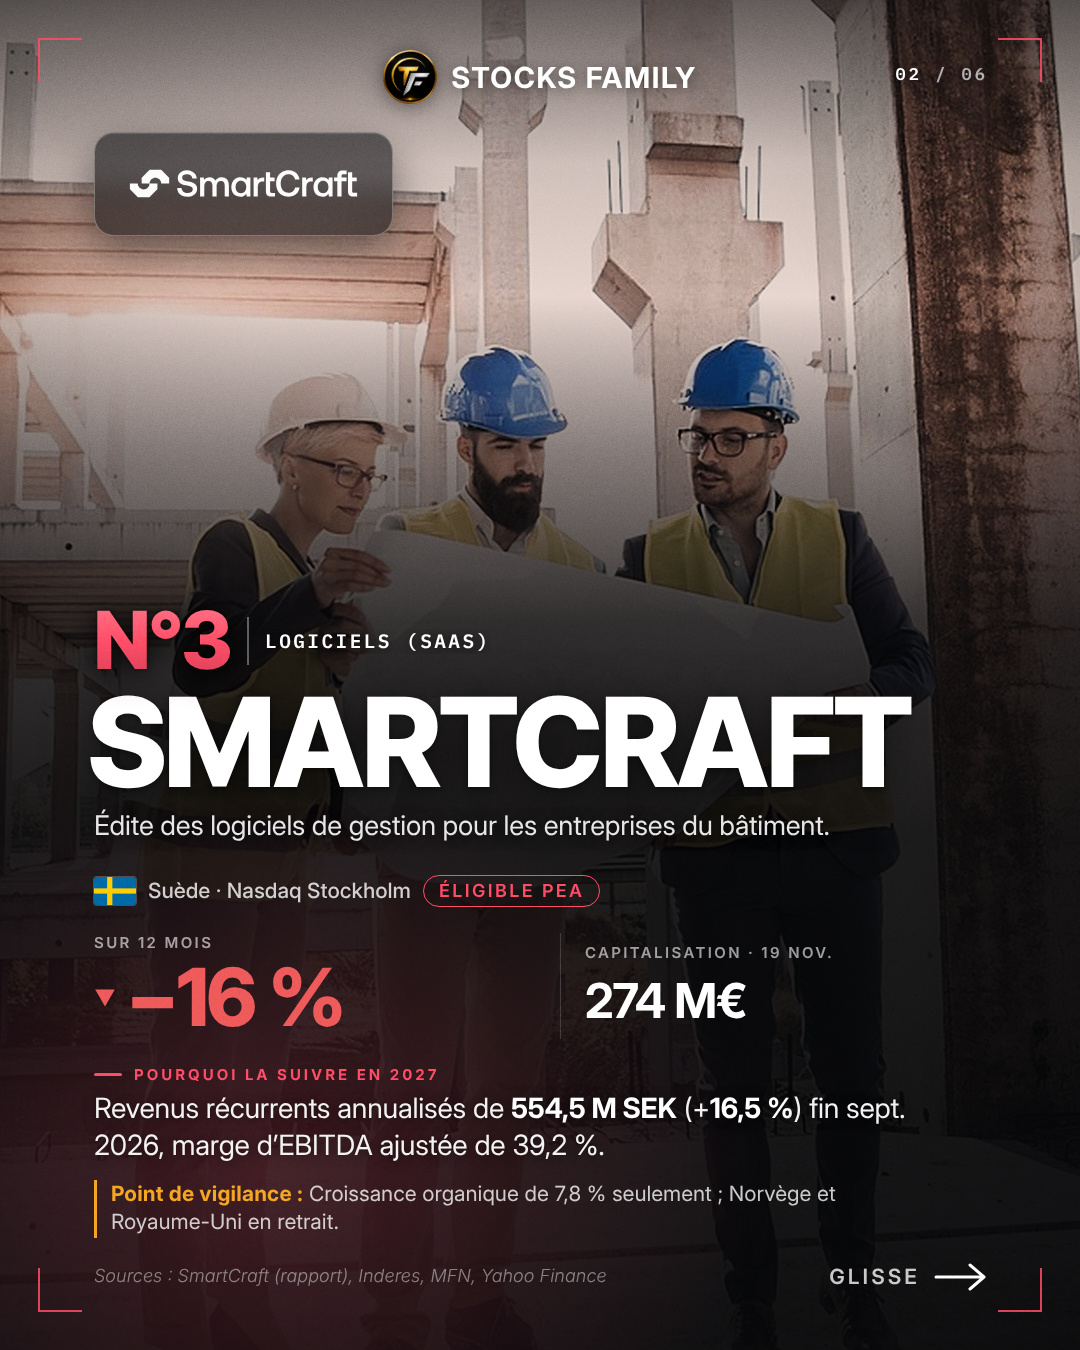 STOCKS FAMILY
02 / 06
SmartCraft
N°3
LOGICIELS (SAAS)
SMARTCRAFT
Édite des logiciels de gestion pour les entreprises du bâtiment.
Suède · Nasdaq Stockholm
ÉLIGIBLE PEA
SUR 12 MOIS
▼ –16 %
CAPITALISATION · 19 NOV.
274 M€
POURQUOI LA SUIVRE EN 2027
Revenus récurrents annualisés de 554,5 M SEK (+16,5 %) fin sept.
2026, marge d’EBITDA ajustée de 39,2 %.
Point de vigilance : Croissance organique de 7,8 % seulement ; Norvège et
Royaume-Uni en retrait.
Sources : SmartCraft (rapport), Inderes, MFN, Yahoo Finance
GLISSE